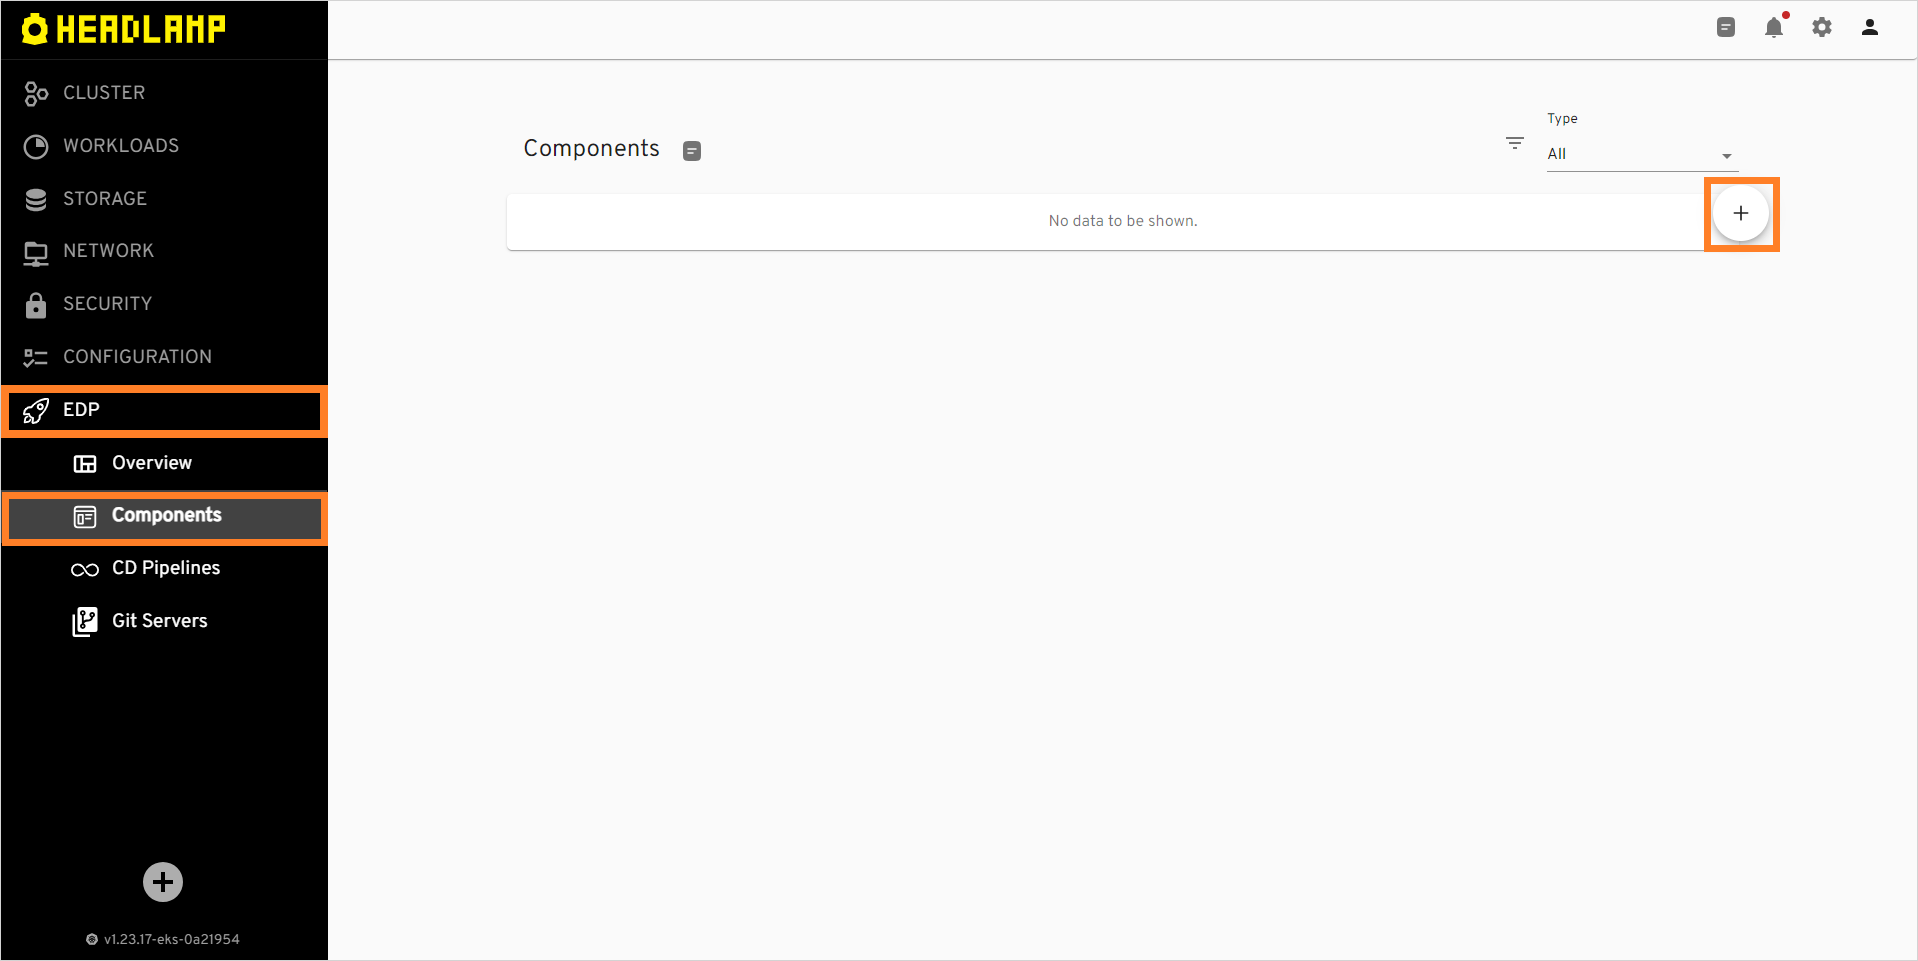 HEADLAMP
CLUSTER
WORKLOADS
STORAGE
NETWORK
SECURITY
CONFIGURATION
EDP
Overview
Components
CD Pipelines
Git Servers
v1.23.17-eks-0a21954
Components
Type
All
No data to be shown.